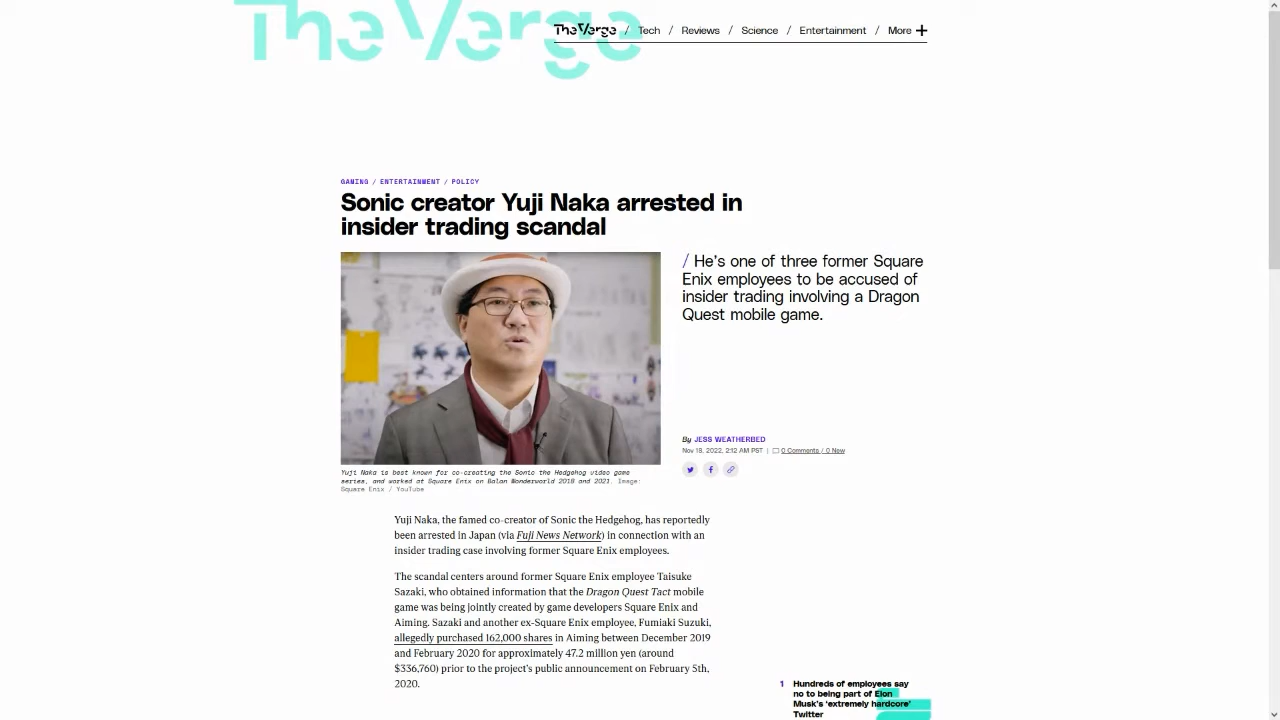 The Verge
The Verge / Tech / Reviews / Science / Entertainment / More +
GAMING / ENTERTAINMENT / POLICY
Sonic creator Yuji Naka arrested in
insider trading scandal
/ He's one of three former Square
Enix employees to be accused of
insider trading involving a Dragon
Quest mobile game.
By JESS WEATHERBED
Nov 18, 2022, 2:12 AM PST | 0 Comments / 0 New
Yuji Naka is best known for co-creating the Sonic the Hedgehog video game
series, and worked at Square Enix on Balan Wonderworld 2018 and 2021. Image:
Square Enix / YouTube
Yuji Naka, the famed co-creator of Sonic the Hedgehog, has reportedly
been arrested in Japan (via Fuji News Network) in connection with an
insider trading case involving former Square Enix employees.
The scandal centers around former Square Enix employee Taisuke
Sazaki, who obtained information that the Dragon Quest Tact mobile
game was being jointly created by game developers Square Enix and
Aiming. Sazaki and another ex-Square Enix employee, Fumiaki Suzuki,
allegedly purchased 162,000 shares in Aiming between December 2019
and February 2020 for approximately 47.2 million yen (around
$336,760) prior to the project's public announcement on February 5th,
2020.
1 Hundreds of employees say
no to being part of Elon
Musk's 'extremely hardcore'
Twitter